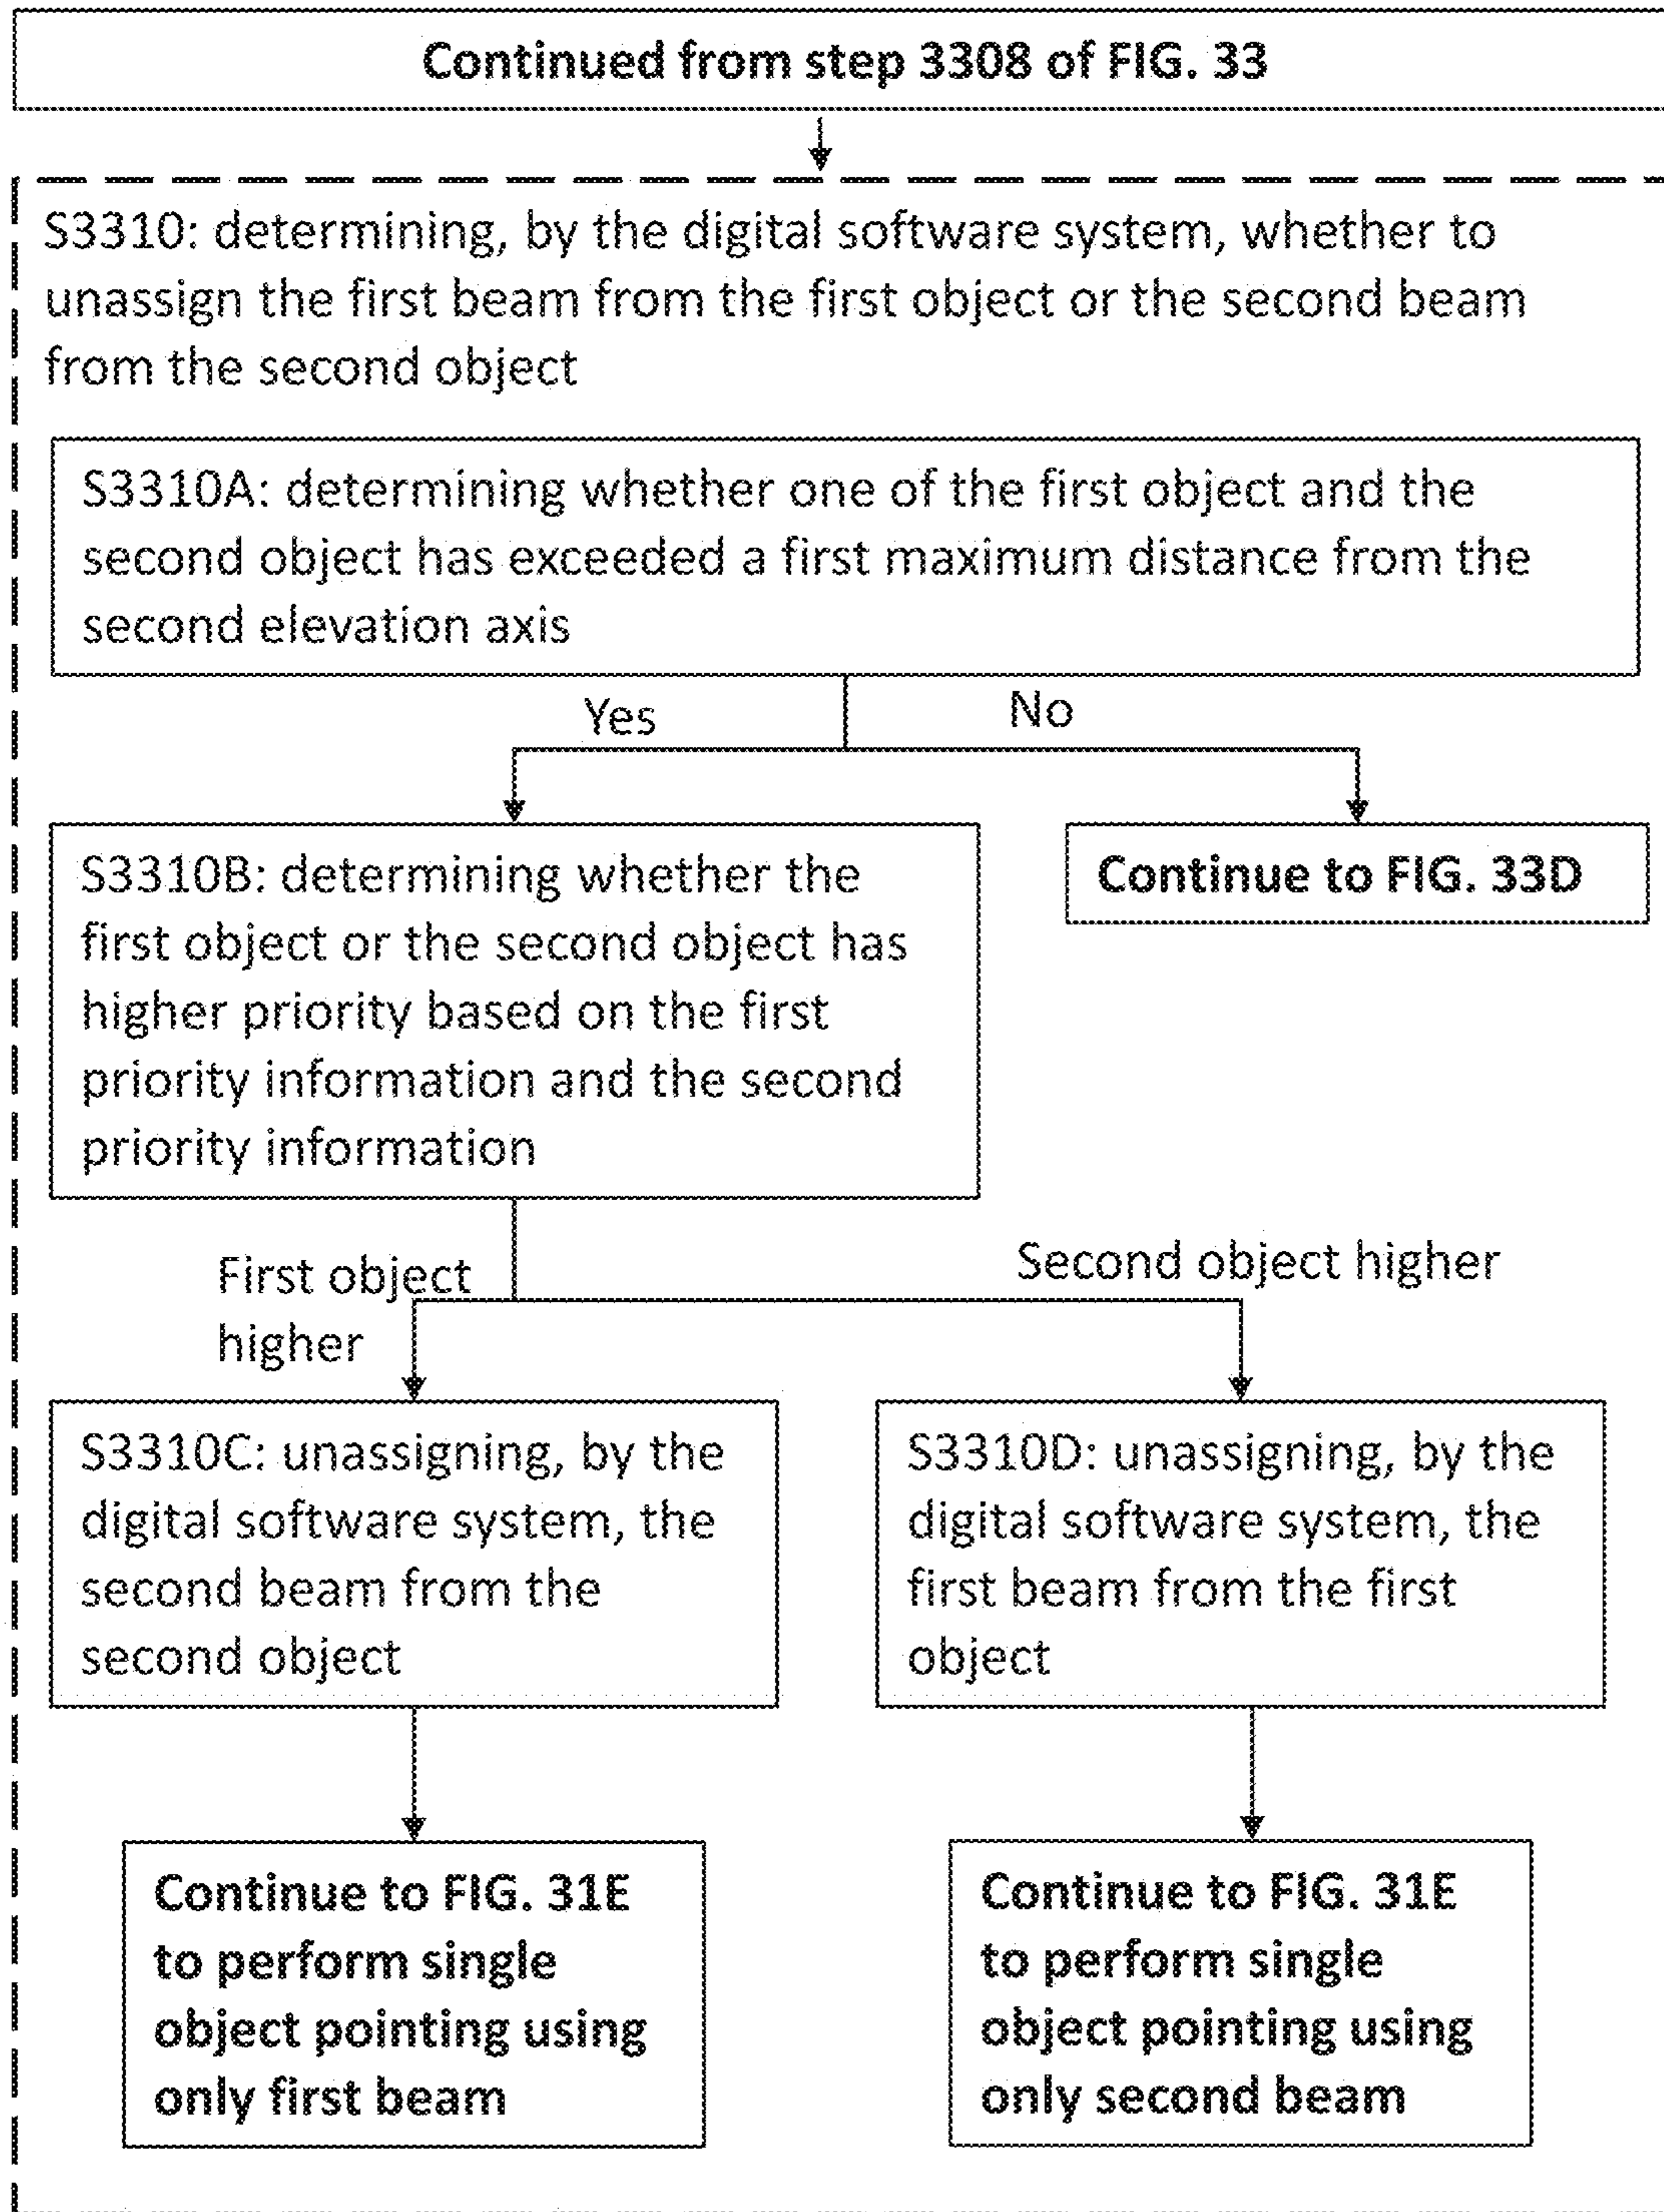 Continued from step 3308 of FIG. 33
S3310: determining, by the digital software system, whether to
unassign the first beam from the first object or the second beam
from the second object
S3310A: determining whether one of the first object and the
second object has exceeded a first maximum distance from the
second elevation axis
Yes
No
S3310B: determining whether the
first object or the second object has
higher priority based on the first
priority information and the second
priority information
Continue to FIG. 33D
First object
higher
Second object higher
S3310C: unassigning, by the
digital software system, the
second beam from the
second object
S3310D: unassigning, by the
digital software system, the
first beam from the first
object
Continue to FIG. 31E
to perform single
object pointing using
only first beam
Continue to FIG. 31E
to perform single
object pointing using
only second beam